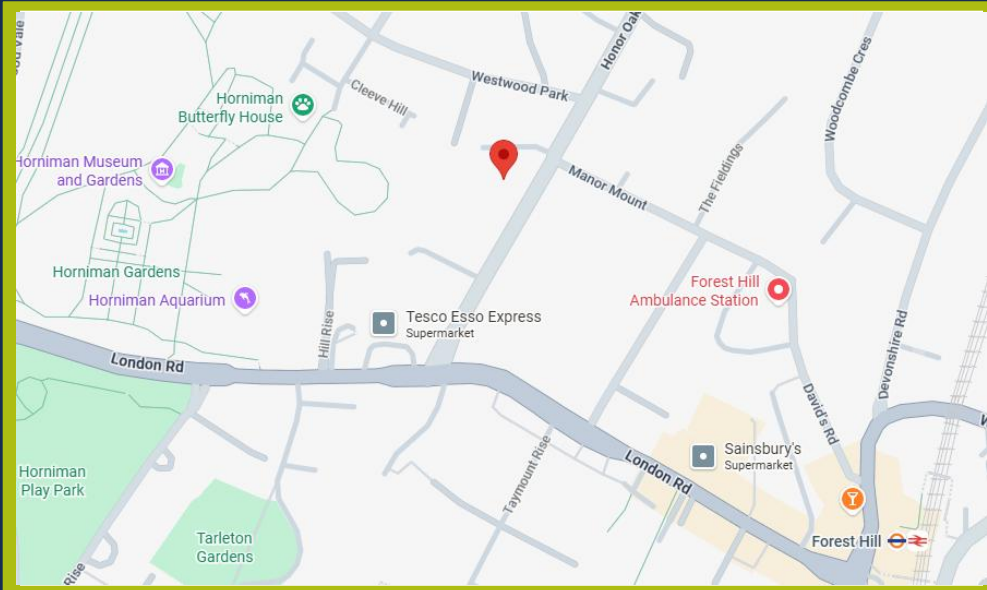 Honor Oak
Woodcombe Cres
Westwood Park
Cleeve Hill
Horniman
Butterfly House
Horniman Museum
and Gardens
The Fieldings
Manor Mount
Horniman Gardens
Forest Hill
Ambulance Station
Horniman Aquarium
Tesco Esso Express
Supermarket
Hill Rise
Devonshire Rd
London Rd
David's Rd
Sainsbury's
Supermarket
Taymount Rise
London Rd
Horniman
Play Park
Tarleton
Gardens
Forest Hill
Rise